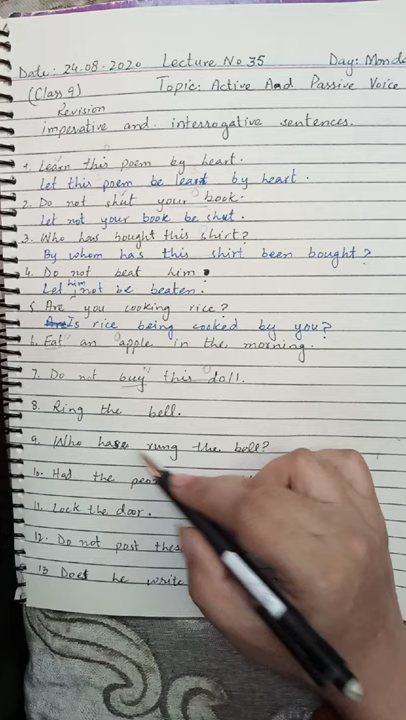 Date: 24.08.2020 Lecture No 35 Day: Monda
(Class 9) Topic: Active And Passive Voice
Revision
imperative and interrogative sentences.
1. Learn this poem by heart.
Let this poem be learnt by heart.
2. Do not shut your book.
Let not your book be shut.
3. Who has bought this shirt?
By whom has this shirt been bought?
4. Do not beat him.
Let him not be beaten.
5. Are you cooking rice?
Is rice being cooked by you?
6. Eat an apple in the morning.
7. Do not buy this doll.
8. Ring the bell.
9. Who has rung the bell?
10. Had the peo
11. Lock the door.
12. Do not post these
13 Does he write